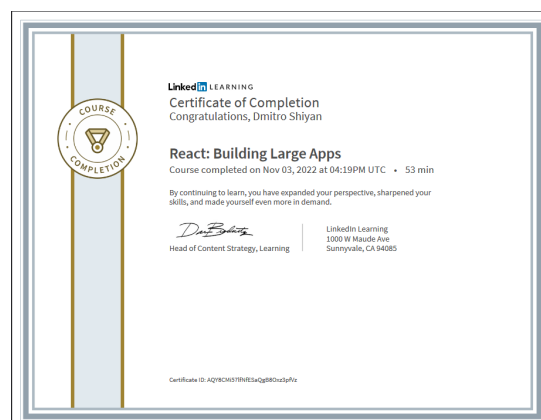 LinkedIn LEARNING
Certificate of Completion
Congratulations, Dmitro Shiyan
COURSE
COMPLETION
React: Building Large Apps
Course completed on Nov 03, 2022 at 04:19PM UTC • 53 min
By continuing to learn, you have expanded your perspective, sharpened your
skills, and made yourself even more in demand.
Head of Content Strategy, Learning
LinkedIn Learning
1000 W Maude Ave
Sunnyvale, CA 94085
Certificate ID: